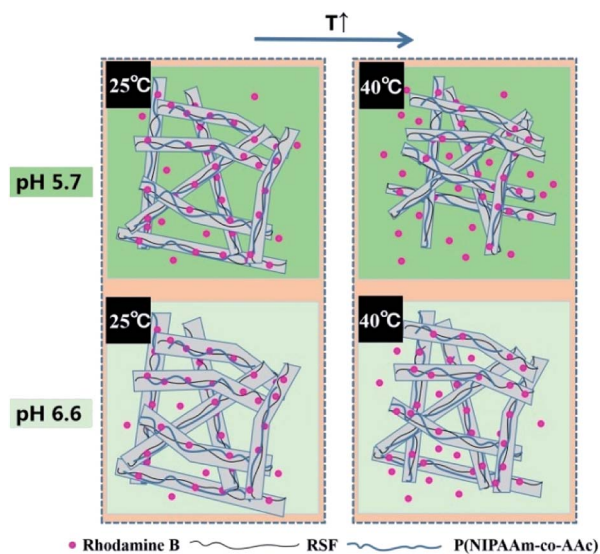 T↑
25℃
40℃
pH 5.7
25℃
40℃
pH 6.6
Rhodamine B RSF P(NIPAAm-co-AAc)